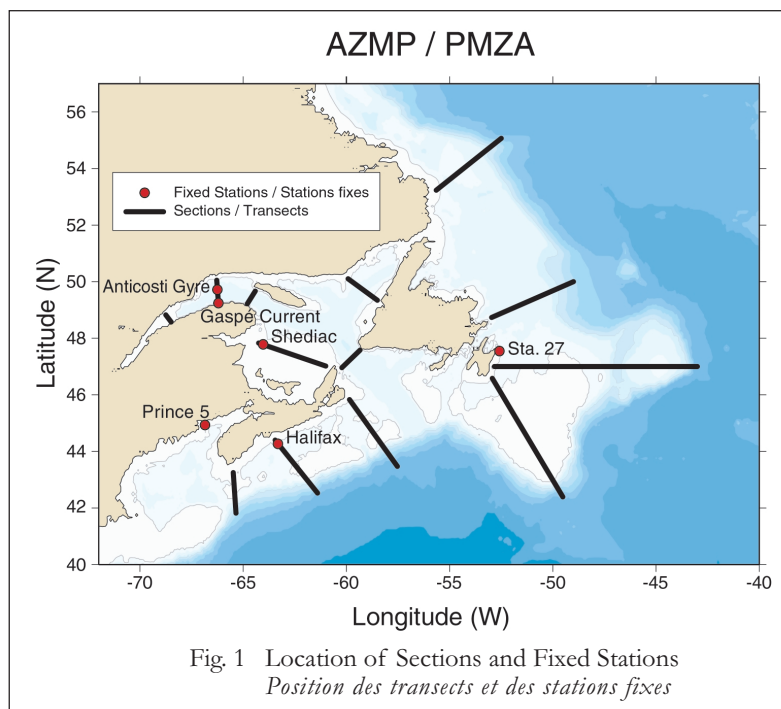 AZMP / PMZA
56
54
52
50
48
46
44
42
40
Latitude (N)
Fixed Stations / Stations fixes
Sections / Transects
Anticosti Gyre
Gaspé Current
Shediac
Sta. 27
Prince 5
Halifax
-70 -65 -60 -55 -50 -45 -40
Longitude (W)
Fig. 1 Location of Sections and Fixed Stations
Position des transects et des stations fixes